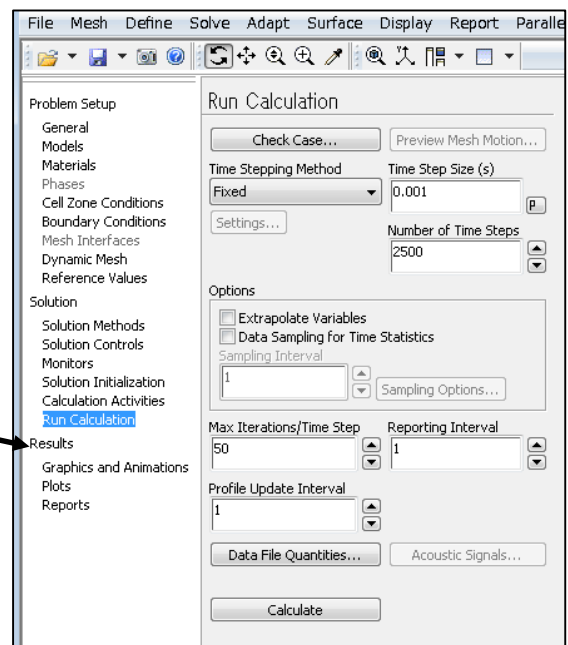 File Mesh Define Solve Adapt Surface Display Report Paralle
Problem Setup
General
Models
Materials
Phases
Cell Zone Conditions
Boundary Conditions
Mesh Interfaces
Dynamic Mesh
Reference Values
Solution
Solution Methods
Solution Controls
Monitors
Solution Initialization
Calculation Activities
Run Calculation
Results
Graphics and Animations
Plots
Reports
Run Calculation
Check Case... Preview Mesh Motion...
Time Stepping Method Time Step Size (s)
Fixed 0.001 P
Settings... Number of Time Steps
2500
Options
Extrapolate Variables
Data Sampling for Time Statistics
Sampling Interval
1 Sampling Options...
Max Iterations/Time Step Reporting Interval
50 1
Profile Update Interval
1
Data File Quantities... Acoustic Signals...
Calculate